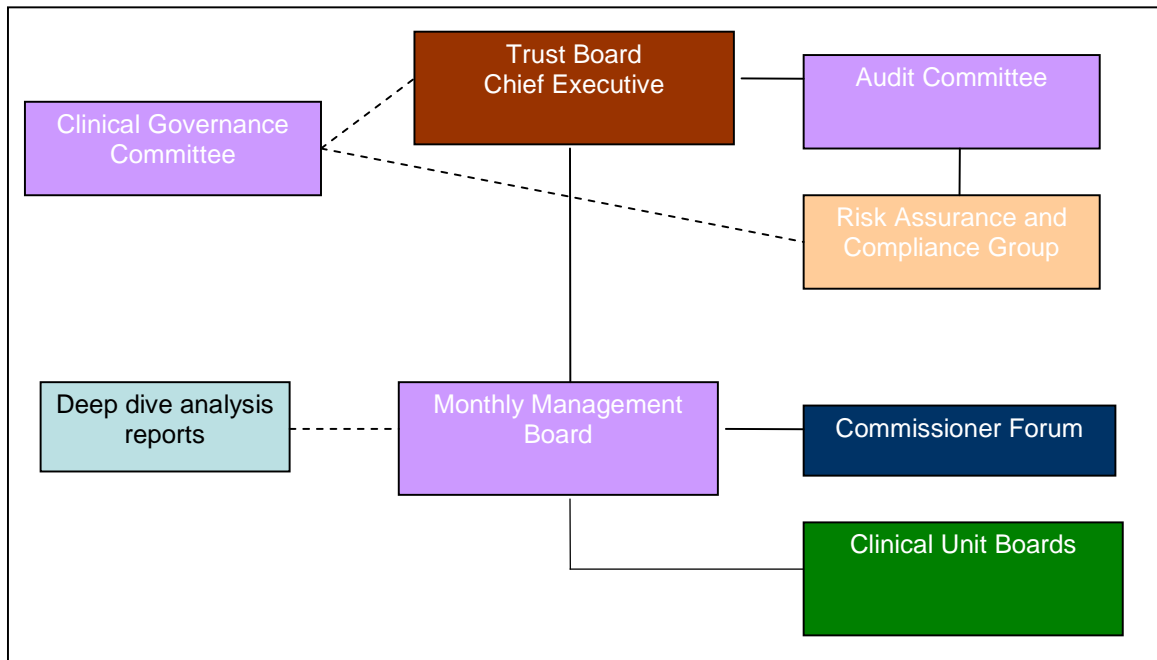 Trust Board
Chief Executive
Audit Committee
Clinical Governance
Committee
Risk Assurance and
Compliance Group
Deep dive analysis
reports
Monthly Management
Board
Commissioner Forum
Clinical Unit Boards